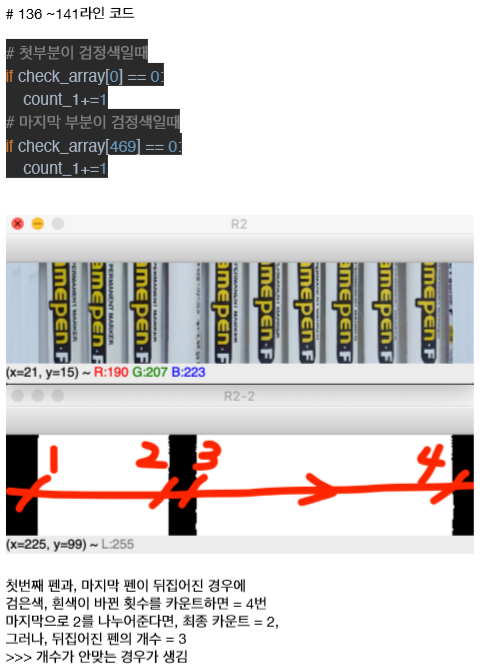 # 136 ~141라인 코드
# 첫부분이 검정색일때
if check_array[0] == 0:
count_1+=1
# 마지막 부분이 검정색일때
if check_array[469] == 0:
count_1+=1
R2
amepen.F PERMANENT MARKER
(x=21, y=15) ~ R:190 G:207 B:223
R2-2
1 2 3 4
(x=225, y=99) ~ L:255
첫번째 펜과, 마지막 펜이 뒤집어진 경우에
검은색, 흰색이 바뀐 횟수를 카운트하면 = 4번
마지막으로 2를 나누어준다면, 최종 카운트 = 2,
그러나, 뒤집어진 펜의 개수 = 3
>>> 개수가 안맞는 경우가 생김